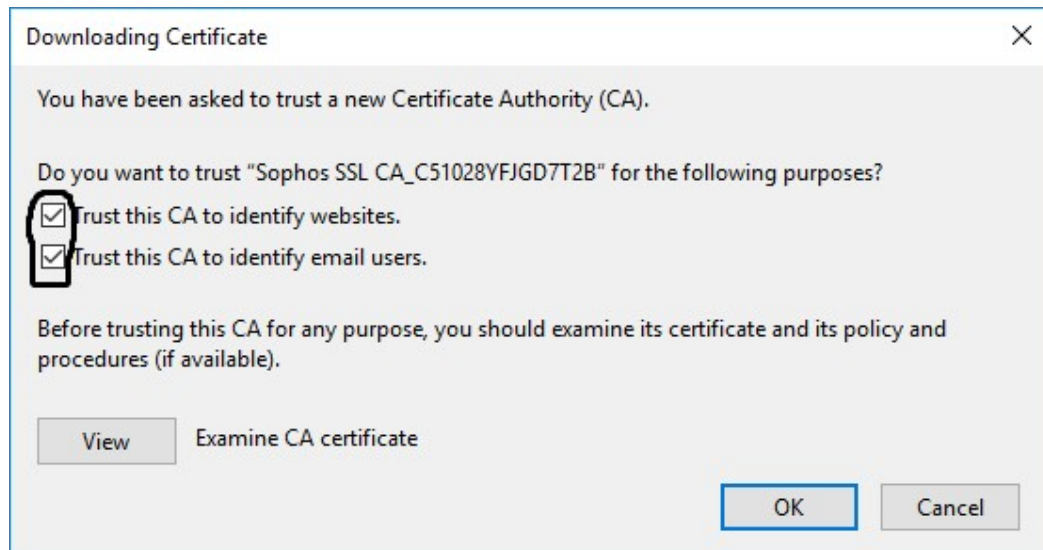 Downloading Certificate
You have been asked to trust a new Certificate Authority (CA).
Do you want to trust “Sophos SSL CA_C51028YFJGD7T2B” for the following purposes?
Trust this CA to identify websites.
Trust this CA to identify email users.
Before trusting this CA for any purpose, you should examine its certificate and its policy and
procedures (if available).
View
Examine CA certificate
OK
Cancel